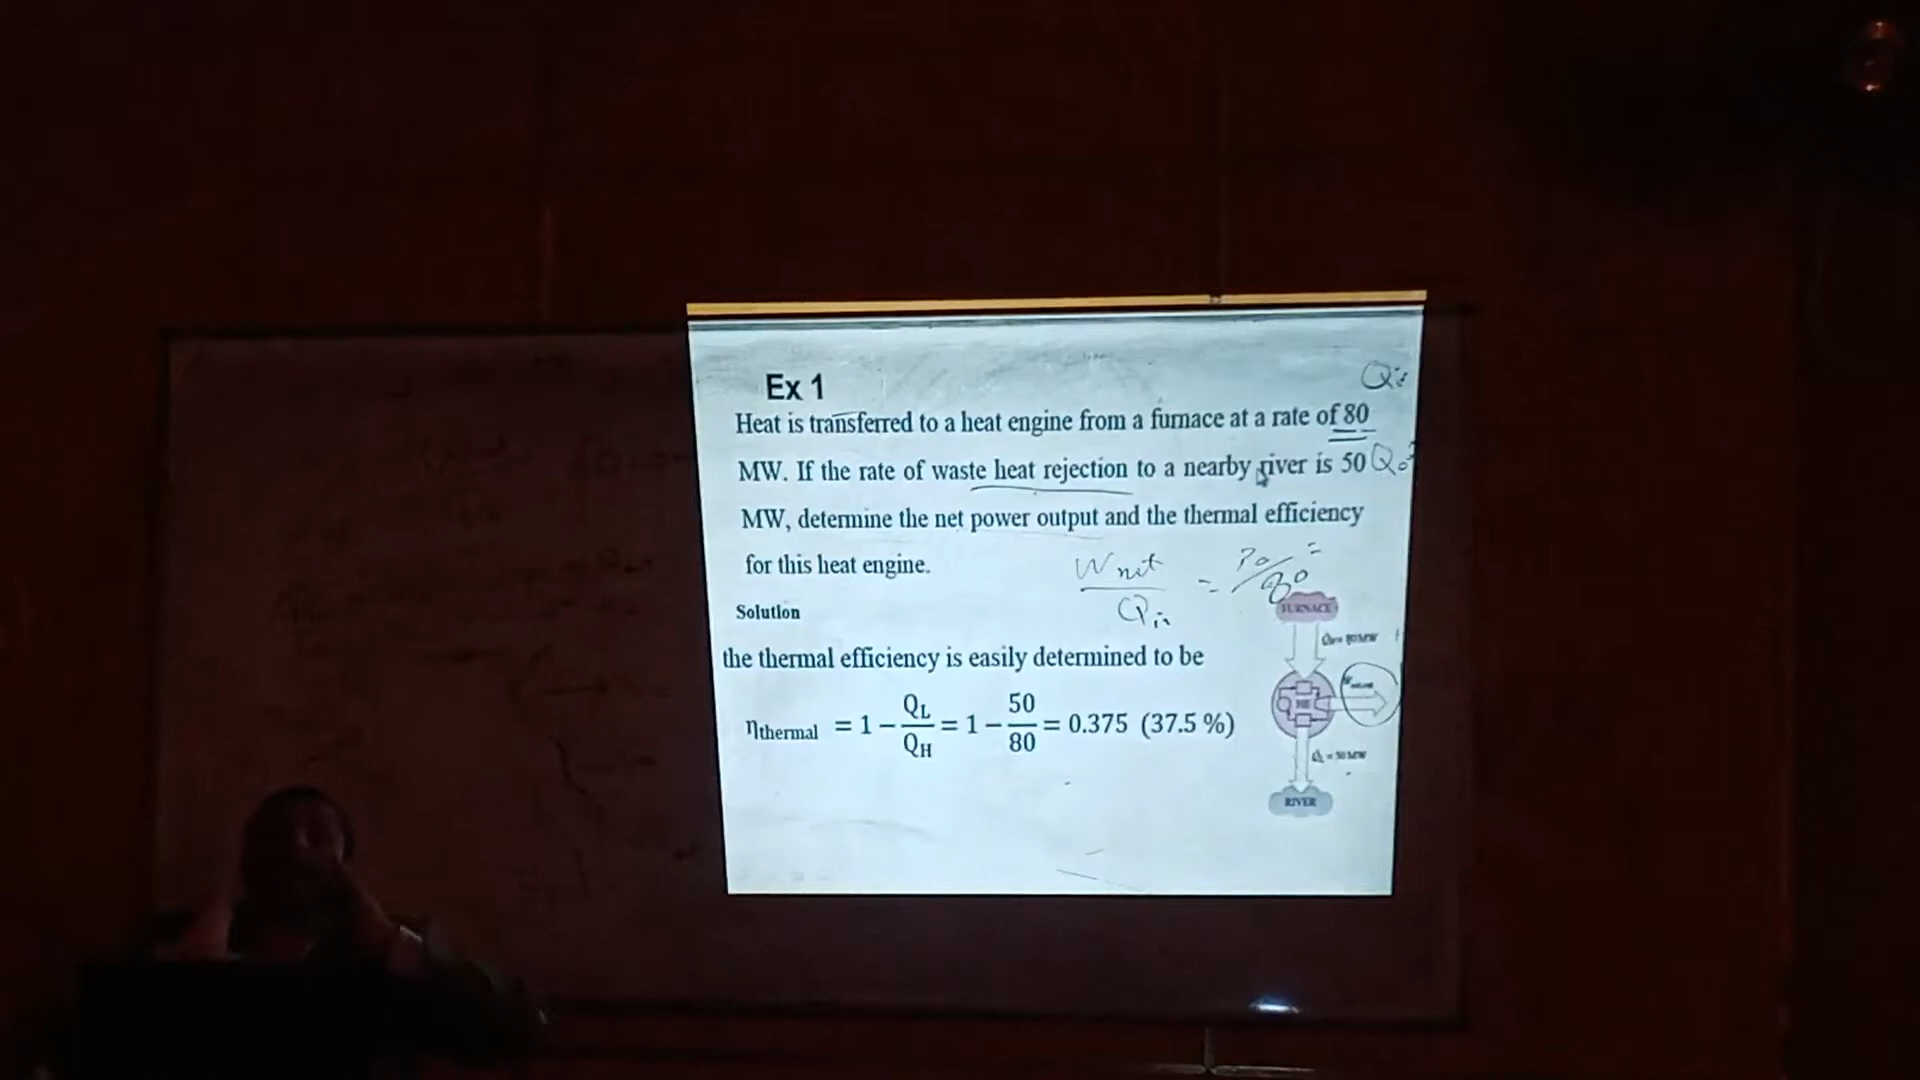 Ex 1
Heat is transferred to a heat engine from a furnace at a rate of 80
MW. If the rate of waste heat rejection to a nearby river is 50
MW, determine the net power output and the thermal efficiency
for this heat engine.
W net / Q in =
Solution
FURNACE
the thermal efficiency is easily determined to be
HE
ηthermal = 1 − QL/QH = 1 − 50/80 = 0.375 (37.5 %)
RIVER